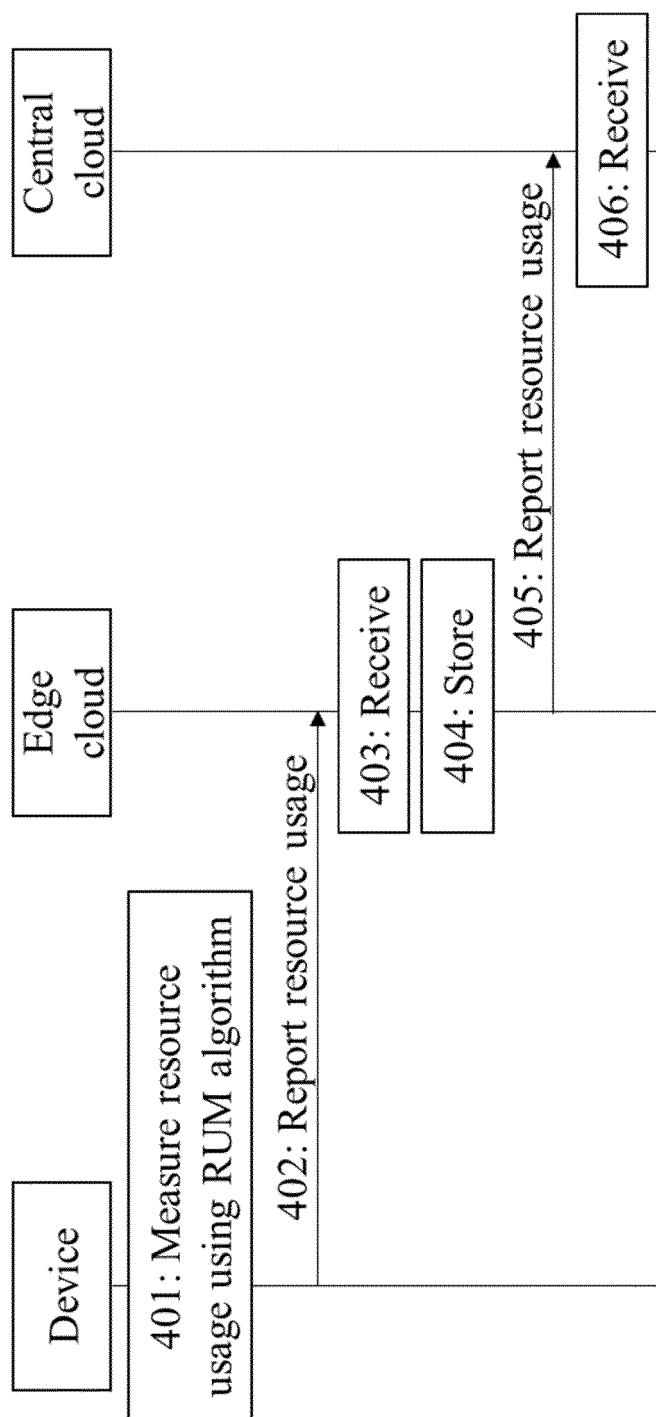 Device
Edge
cloud
Central
cloud
401: Measure resource
usage using RUM algorithm
402: Report resource usage
403: Receive
404: Store
405: Report resource usage
406: Receive